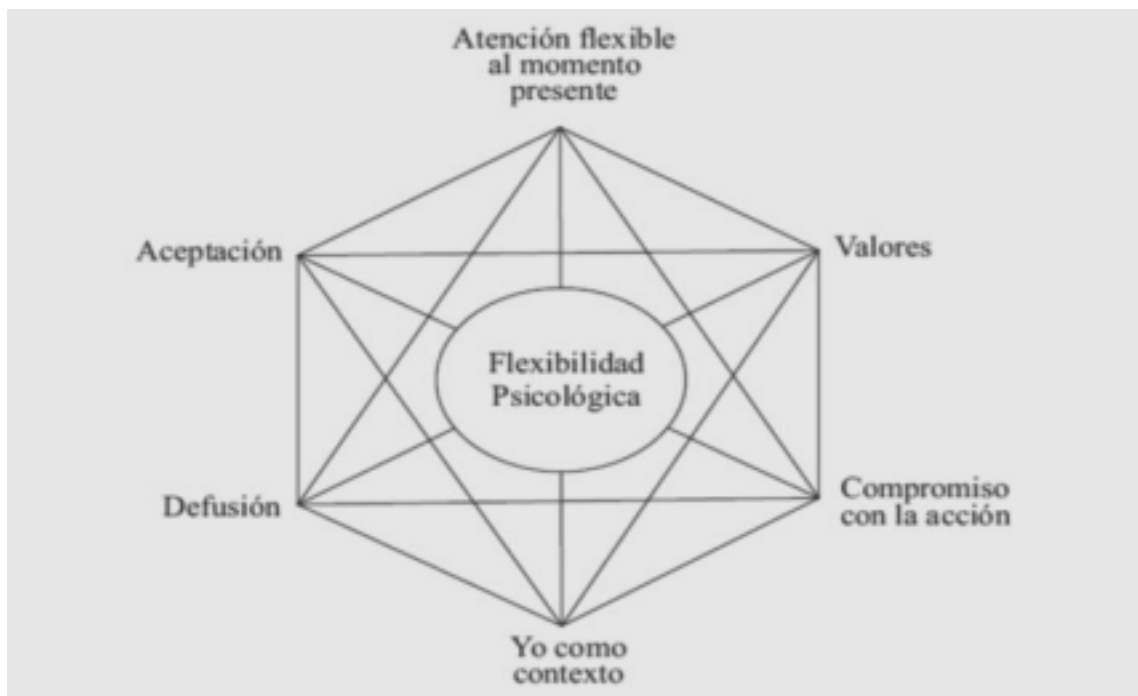 Atención flexible
al momento
presente
Aceptación
Valores
Flexibilidad
Psicológica
Defusión
Compromiso
con la acción
Yo como
contexto